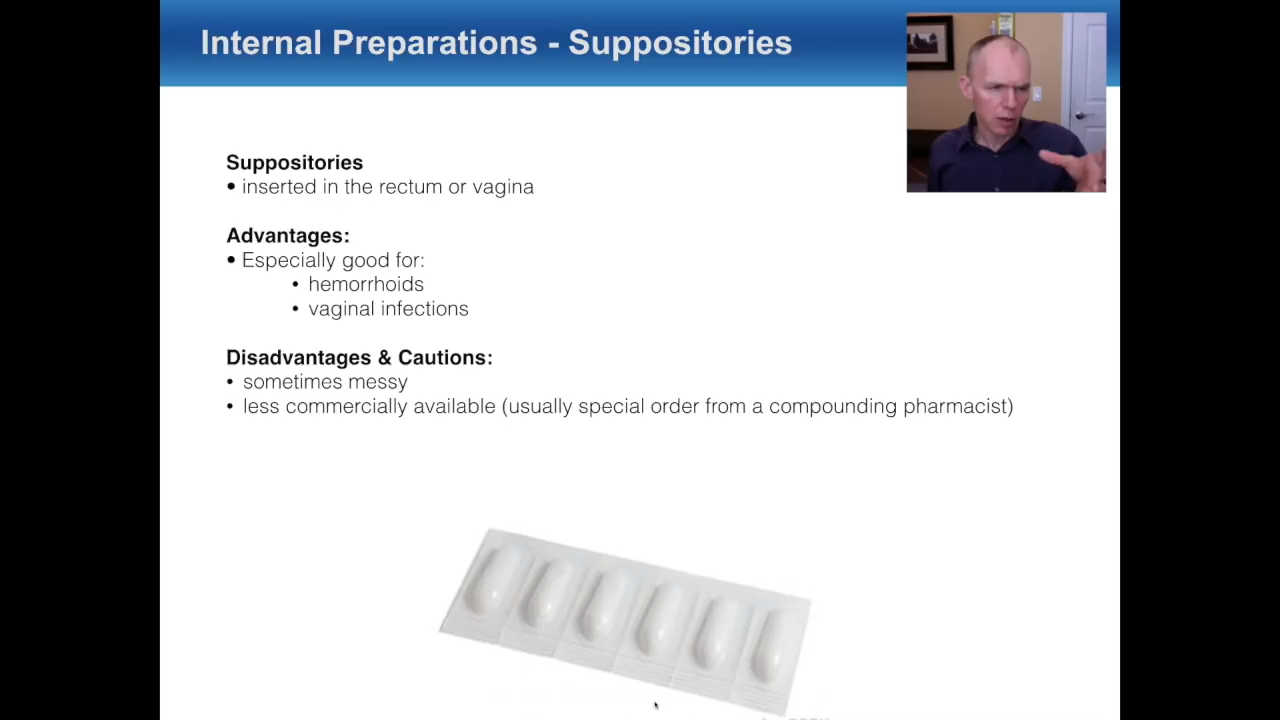 Internal Preparations - Suppositories
Suppositories
• inserted in the rectum or vagina
Advantages:
• Especially good for:
• hemorrhoids
• vaginal infections
Disadvantages & Cautions:
• sometimes messy
• less commercially available (usually special order from a compounding pharmacist)